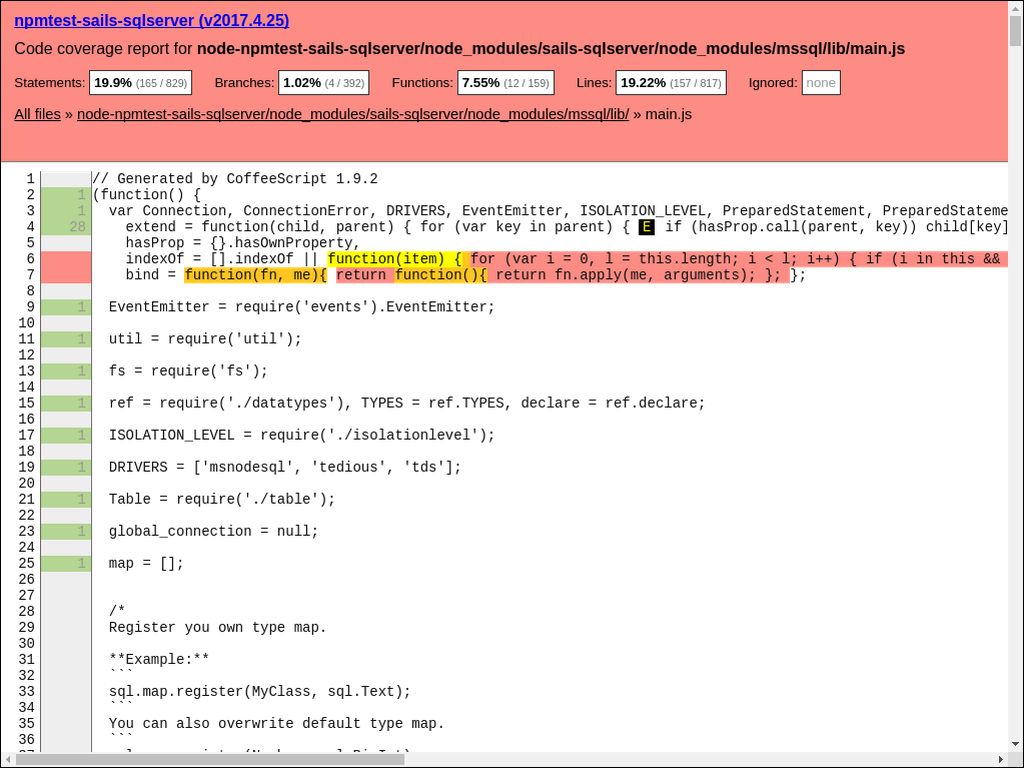 npmtest-sails-sqlserver (v2017.4.25)
Code coverage report for node-npmtest-sails-sqlserver/node_modules/sails-sqlserver/node_modules/mssql/lib/main.js
Statements: 19.9% (165 / 829) Branches: 1.02% (4 / 392) Functions: 7.55% (12 / 159) Lines: 19.22% (157 / 817) Ignored: none
All files » node-npmtest-sails-sqlserver/node_modules/sails-sqlserver/node_modules/mssql/lib/ » main.js
1 // Generated by CoffeeScript 1.9.2
2 1 (function() {
3 1 var Connection, ConnectionError, DRIVERS, EventEmitter, ISOLATION_LEVEL, PreparedStatement, PreparedStateme
4 28 extend = function(child, parent) { for (var key in parent) { E if (hasProp.call(parent, key)) child[key]
5 hasProp = {}.hasOwnProperty,
6 indexOf = [].indexOf || function(item) { for (var i = 0, l = this.length; i < l; i++) { if (i in this &&
7 bind = function(fn, me){ return function(){ return fn.apply(me, arguments); }; };
8
9 1 EventEmitter = require('events').EventEmitter;
10
11 1 util = require('util');
12
13 1 fs = require('fs');
14
15 1 ref = require('./datatypes'), TYPES = ref.TYPES, declare = ref.declare;
16
17 1 ISOLATION_LEVEL = require('./isolationlevel');
18
19 1 DRIVERS = ['msnodesql', 'tedious', 'tds'];
20
21 1 Table = require('./table');
22
23 1 global_connection = null;
24
25 1 map = [];
26
27
28 /*
29 Register you own type map.
30
31 **Example:**
32 ```
33 sql.map.register(MyClass, sql.Text);
34 ```
35 You can also overwrite default type map.
36 ```